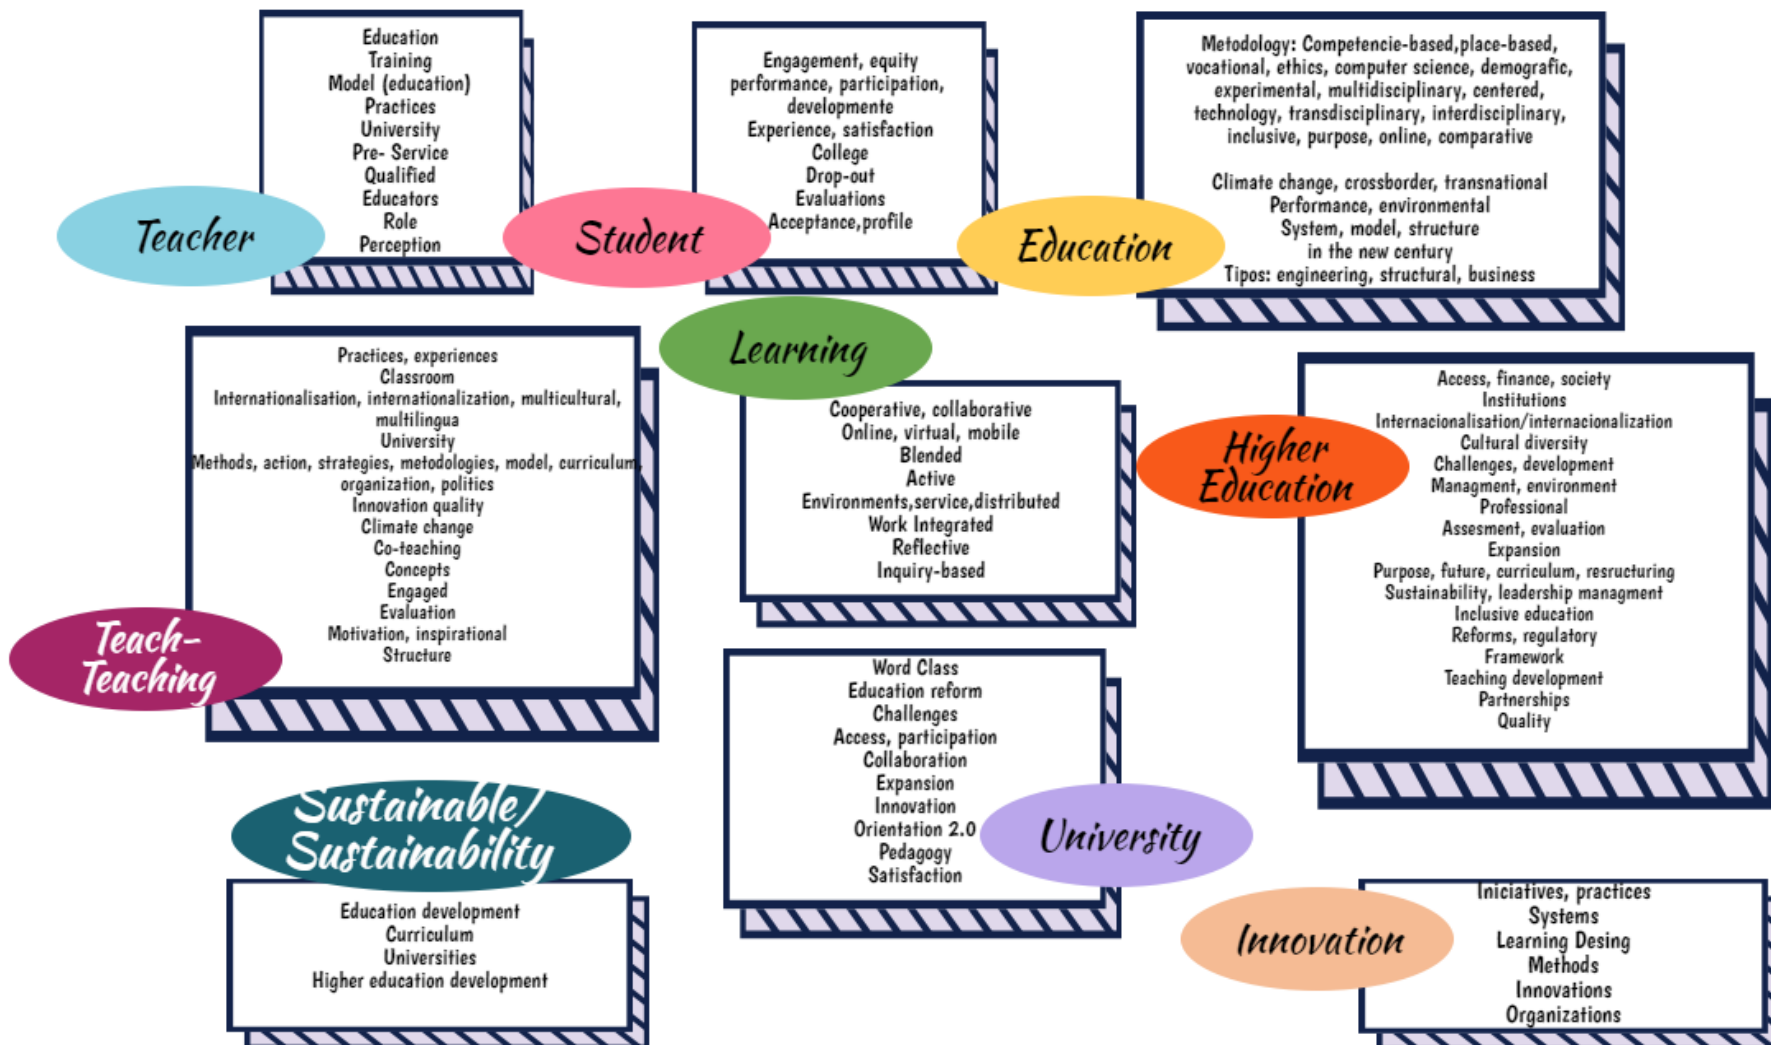 Teacher
Education
Training
Model (education)
Practices
University
Pre- Service
Qualified
Educators
Role
Perception
Student
Engagement, equity
performance, participation,
developmente
Experience, satisfaction
College
Drop-out
Evaluations
Acceptance,profile
Education
Metodology: Competencie-based,place-based,
vocational, ethics, computer science, demografic,
experimental, multidisciplinary, centered,
technology, transdisciplinary, interdisciplinary,
inclusive, purpose, online, comparative
Climate change, crossborder, transnational
Performance, environmental
System, model, structure
in the new century
Tipos: engineering, structural, business
Teach-
Teaching
Practices, experiences
Classroom
Internationalisation, internationalization, multicultural,
multilingua
University
Methods, action, strategies, metodologies, model, curriculum,
organization, politics
Innovation quality
Climate change
Co-teaching
Concepts
Engaged
Evaluation
Motivation, inspirational
Structure
Learning
Cooperative, collaborative
Online, virtual, mobile
Blended
Active
Environments,service,distributed
Work Integrated
Reflective
Inquiry-based
Higher
Education
Access, finance, society
Institutions
Internacionalisation/internacionalization
Cultural diversity
Challenges, development
Managment, environment
Professional
Assesment, evaluation
Expansion
Purpose, future, curriculum, resructuring
Sustainability, leadership managment
Inclusive education
Reforms, regulatory
Framework
Teaching development
Partnerships
Quality
Sustainable/
Sustainability
Education development
Curriculum
Universities
Higher education development
University
Word Class
Education reform
Challenges
Access, participation
Collaboration
Expansion
Innovation
Orientation 2.0
Pedagogy
Satisfaction
Innovation
Iniciatives, practices
Systems
Learning Desing
Methods
Innovations
Organizations